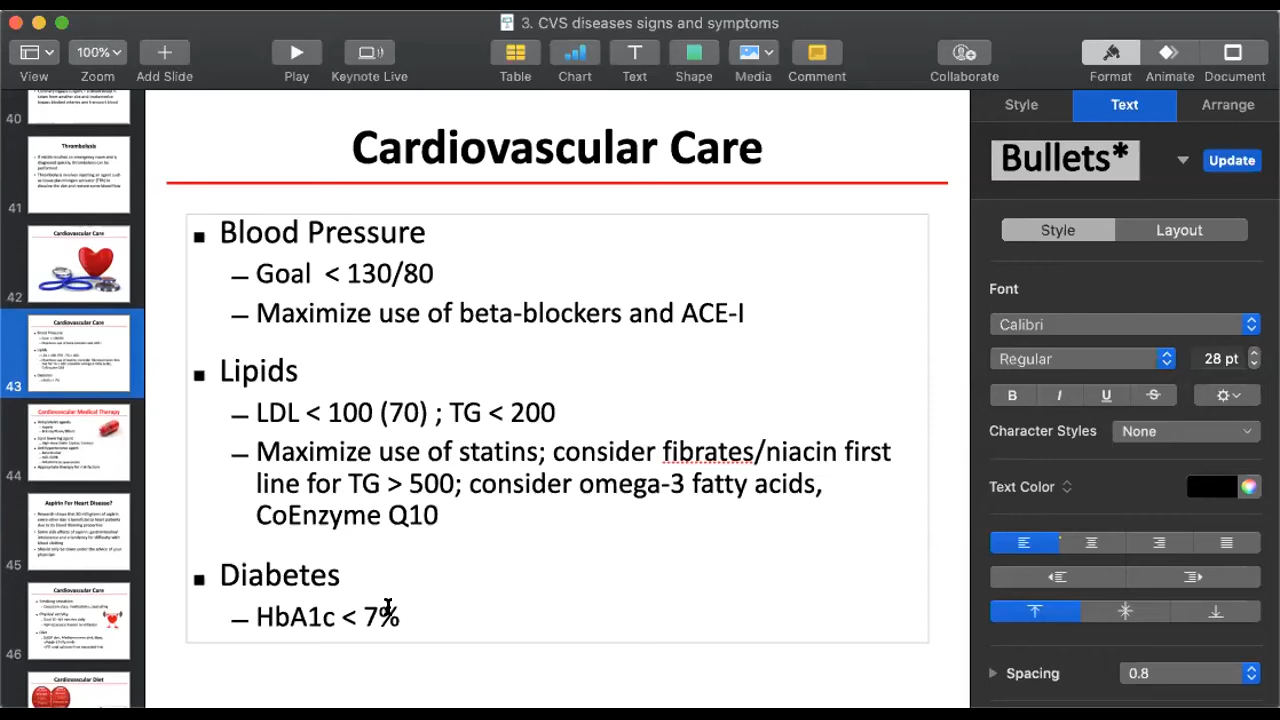 3. CVS diseases signs and symptoms
100%
View
Zoom
Add Slide
Play
Keynote Live
Table
Chart
Text
Shape
Media
Comment
Collaborate
Format
Animate
Document
40
Thrombolysis
41
Cardiovascular Care
42
Cardiovascular Care
Blood Pressure
Lipids
Diabetes
43
Cardiovascular Medical Therapy
44
Aspirin For Heart Disease?
45
Cardiovascular Care
46
Cardiovascular Diet
Cardiovascular Care
■ Blood Pressure
– Goal < 130/80
– Maximize use of beta-blockers and ACE-I
■ Lipids
– LDL < 100 (70) ; TG < 200
– Maximize use of statins; consider fibrates/niacin first
line for TG > 500; consider omega-3 fatty acids,
CoEnzyme Q10
■ Diabetes
– HbA1c < 7%
Style
Text
Arrange
Bullets*
Update
Style
Layout
Font
Calibri
Regular
28 pt
B I U S
Character Styles
None
Text Color
Spacing
0.8